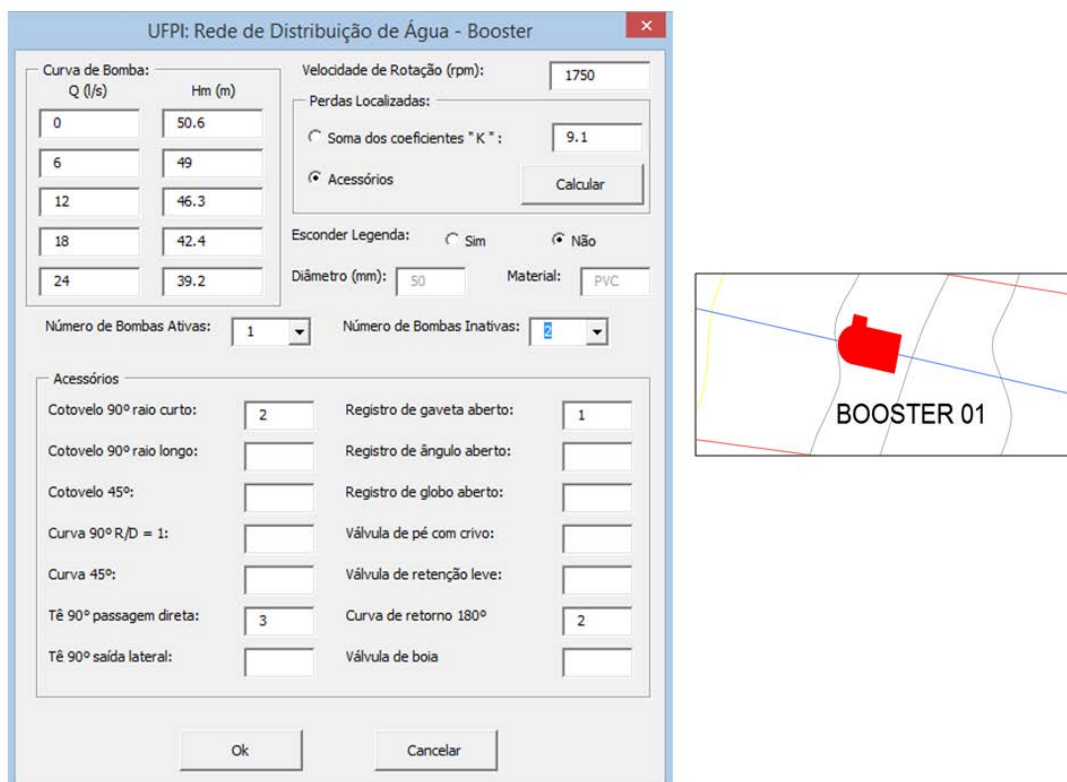 UFPI: Rede de Distribuição de Água - Booster
x
Curva de Bomba:
Q (l/s) Hm (m)
0 50.6
6 49
12 46.3
18 42.4
24 39.2
Velocidade de Rotação (rpm): 1750
Perdas Localizadas:
Soma dos coeficientes " K " : 9.1
Acessórios Calcular
Esconder Legenda: Sim Não
Diâmetro (mm): 50 Material: PVC
Número de Bombas Ativas: 1 Número de Bombas Inativas: 2
Acessórios
Cotovelo 90º raio curto: 2 Registro de gaveta aberto: 1
Cotovelo 90º raio longo: Registro de ângulo aberto:
Cotovelo 45º: Registro de globo aberto:
Curva 90º R/D = 1: Válvula de pé com crivo:
Curva 45º: Válvula de retenção leve:
Tê 90º passagem direta: 3 Curva de retorno 180º 2
Tê 90º saída lateral: Válvula de boia
Ok Cancelar
BOOSTER 01